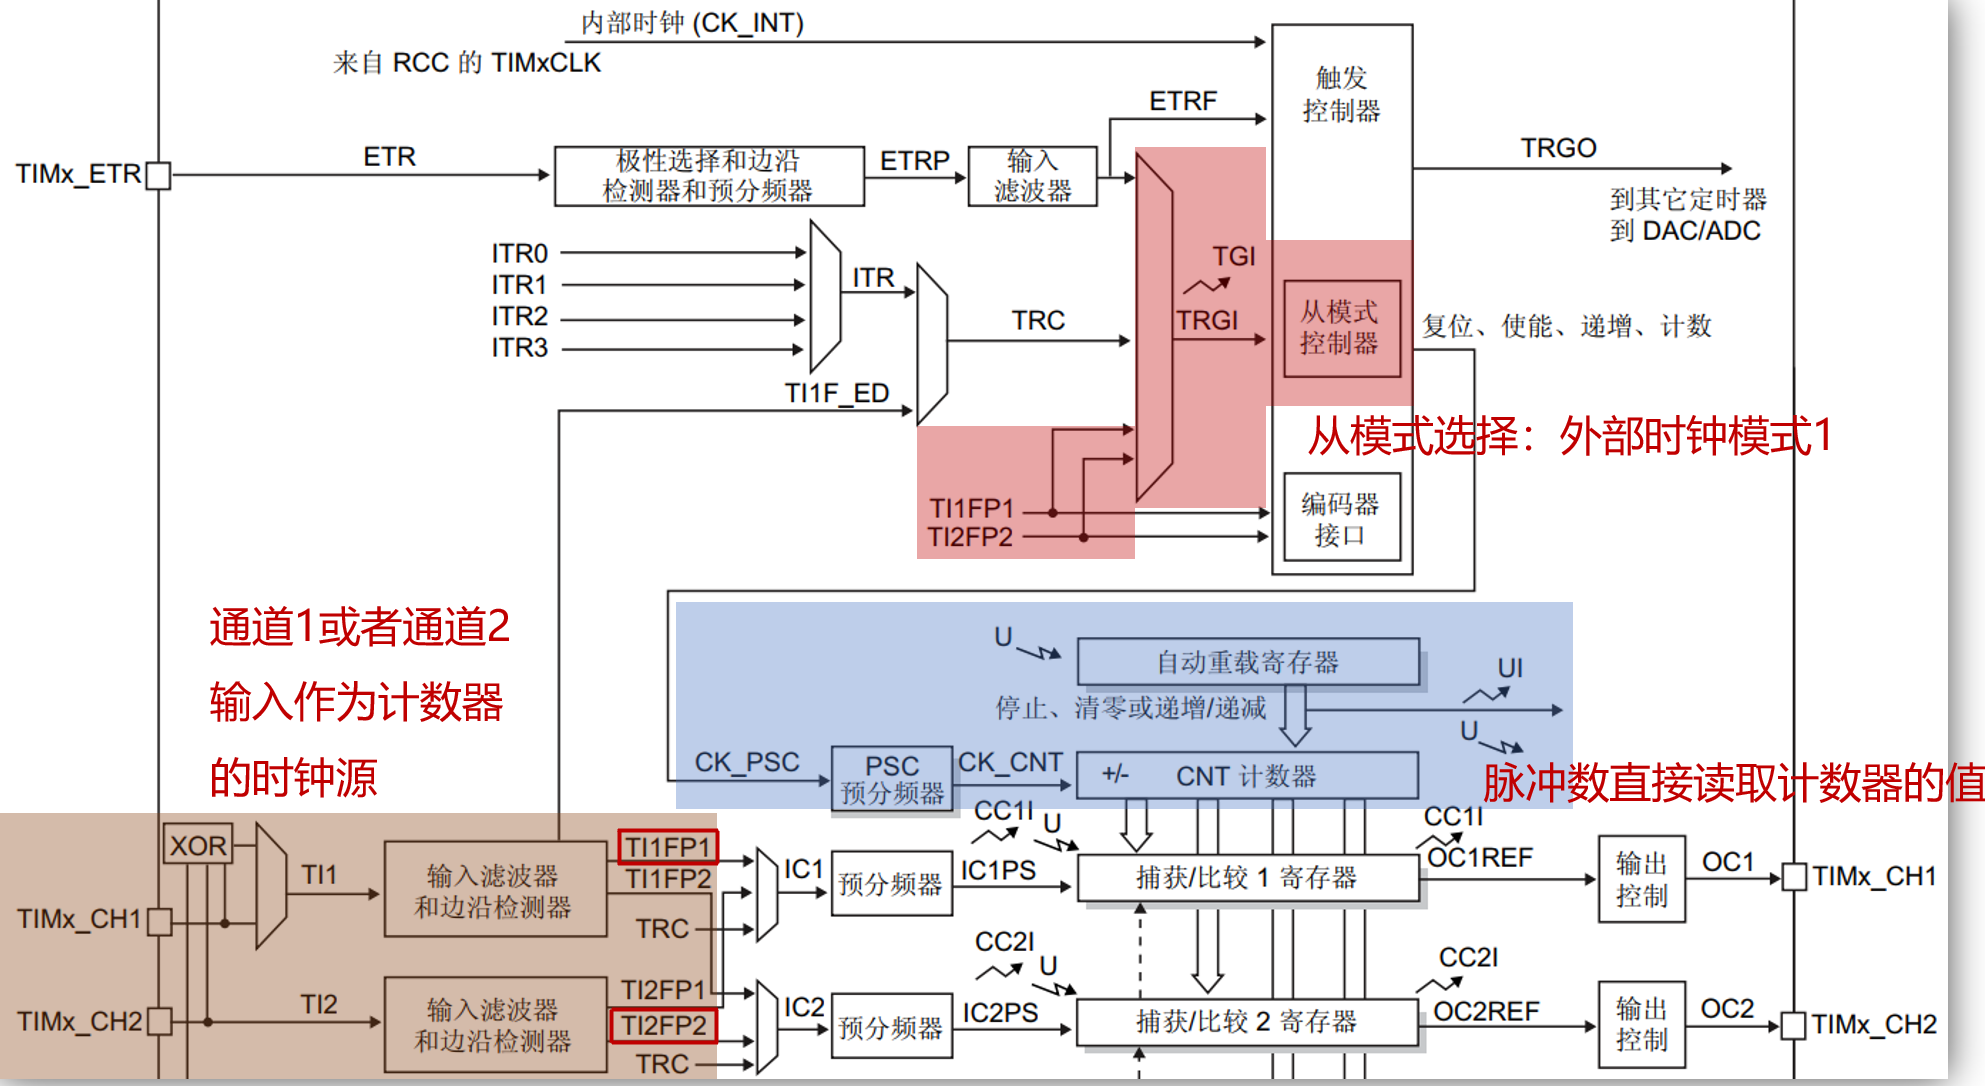 内部时钟 (CK_INT)
来自 RCC 的 TIMxCLK
触发
控制器
ETRF
TRGO
TIMx_ETR
ETR
极性选择和边沿
检测器和预分频器
ETRP
输入
滤波器
到其它定时器
到 DAC/ADC
ITR0
ITR1
ITR2
ITR3
ITR
TRC
TGI
TRGI
从模式
控制器
复位、使能、递增、计数
TI1F_ED
从模式选择：外部时钟模式1
TI1FP1
TI2FP2
编码器
接口
通道1或者通道2
输入作为计数器
的时钟源
U
自动重载寄存器
UI
停止、清零或递增/递减
U
CK_PSC
PSC
预分频器
CK_CNT
+/-
CNT 计数器
脉冲数直接读取计数器的值
XOR
TI1
TIMx_CH1
输入滤波器
和边沿检测器
TI1FP1
TI1FP2
TRC
IC1
预分频器
CC1I
U
IC1PS
捕获/比较 1 寄存器
CC1I
OC1REF
输出
控制
OC1
TIMx_CH1
TIMx_CH2
TI2
输入滤波器
和边沿检测器
TI2FP1
TI2FP2
TRC
IC2
预分频器
CC2I
U
IC2PS
捕获/比较 2 寄存器
CC2I
OC2REF
输出
控制
OC2
TIMx_CH2